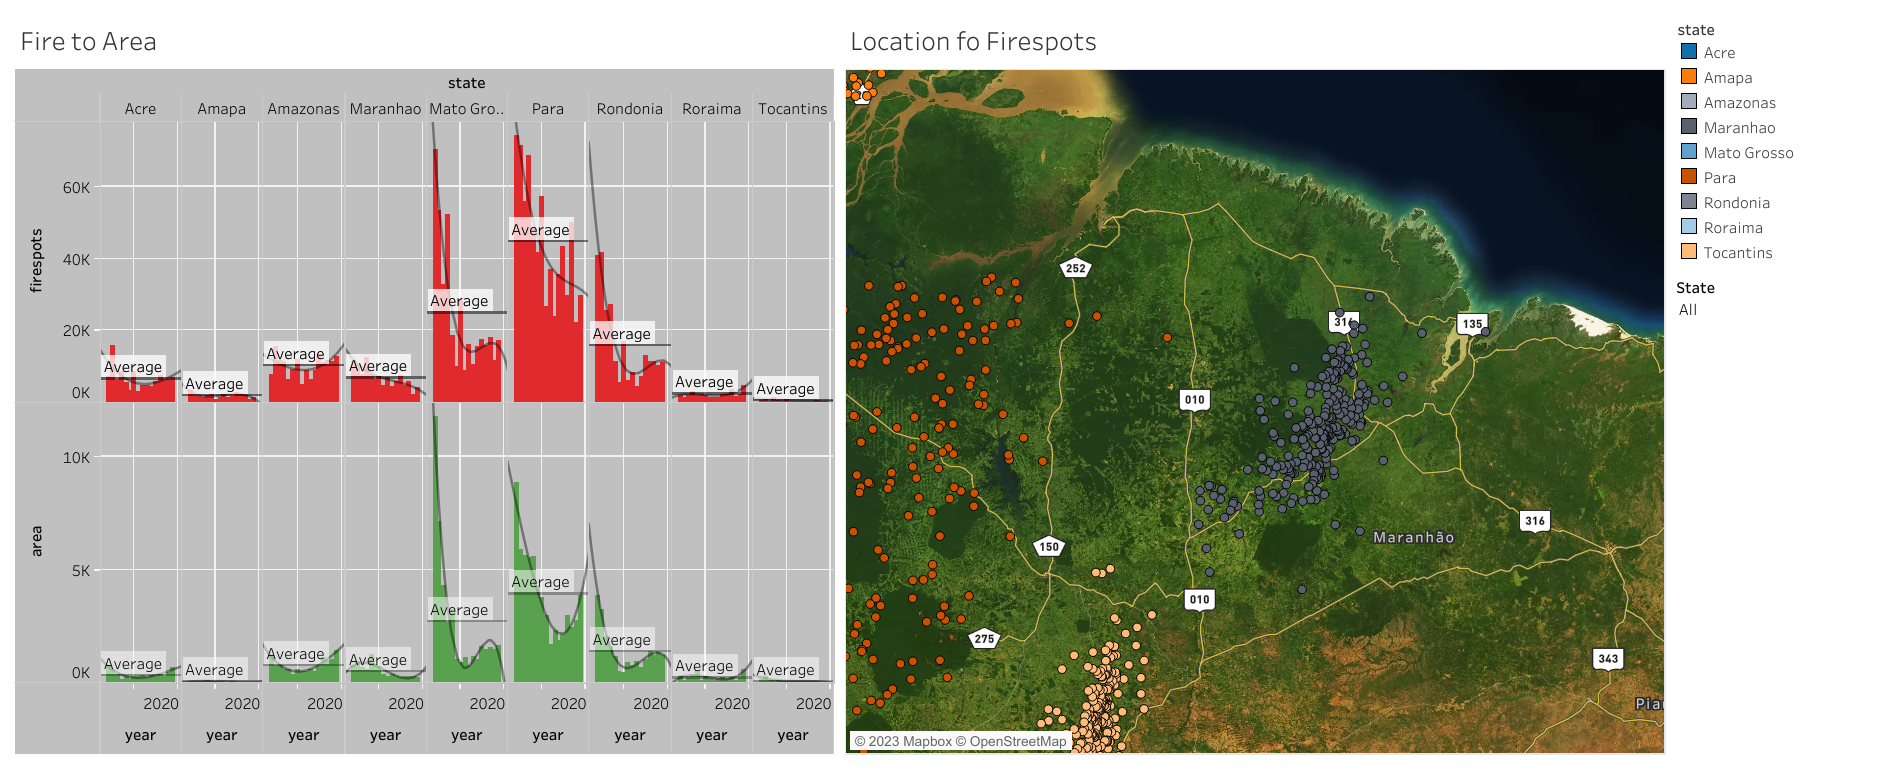 Fire to Area
state
Acre Amapa Amazonas Maranhao Mato Gro.. Para Rondonia Roraima Tocantins
firespots
60K
40K
20K
0K
Average
Average
Average
Average
Average
Average
Average
Average
Average
area
10K
5K
0K
Average
Average
Average
Average
Average
Average
Average
Average
Average
2020 2020 2020 2020 2020 2020 2020 2020 2020
year year year year year year year year year
Location fo Firespots
252
316
135
010
316
150
Maranhão
010
275
343
Pia
© 2023 Mapbox © OpenStreetMap
state
Acre
Amapa
Amazonas
Maranhao
Mato Grosso
Para
Rondonia
Roraima
Tocantins
State
All